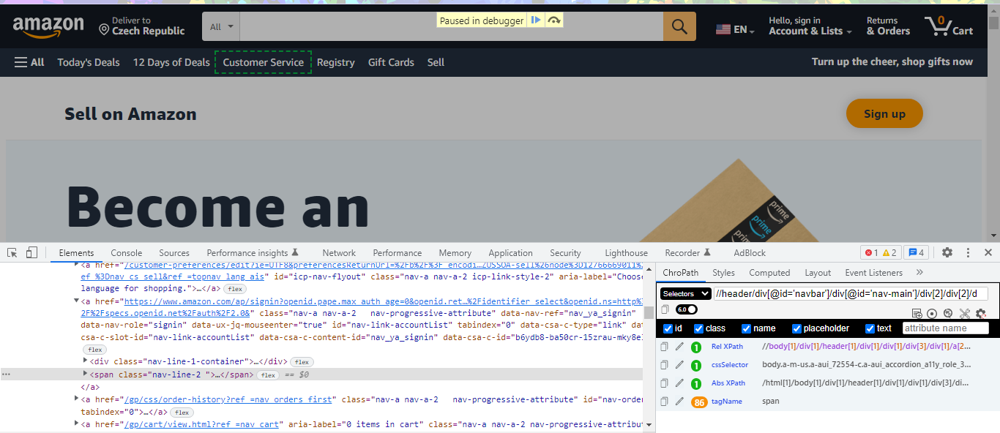 Paused in debugger
amazon
Deliver to
Czech Republic
All
EN
Hello, sign in
Account & Lists
Returns
& Orders
0
Cart
All
Today's Deals
12 Days of Deals
Customer Service
Registry
Gift Cards
Sell
Turn up the cheer, shop gifts now
Sell on Amazon
Sign up
Become an
prime
prime
Elements
Console
Sources
Performance insights
Network
Performance
Memory
Application
Security
Lighthouse
Recorder
AdBlock
1
2
4
<a href="/customer-preferences/edit?ie=UTF8&preferencesReturnUrl=%2Fb%2F%3F_encodi…ZUSSOA-sell%26node%3D12766669011%
ef_%3Dnav_cs_sell&ref_=topnav_lang_ais" id="icp-nav-flyout" class="nav-a nav-a-2 icp-link-style-2" aria-label="Choose
language for shopping.">…</a> flex
<a href="https://www.amazon.com/ap/signin?openid.pape.max_auth_age=0&openid.ret…%2Fidentifier_select&openid.ns=http%
2F%2Fspecs.openid.net%2Fauth%2F2.0&" class="nav-a nav-a-2   nav-progressive-attribute" data-nav-ref="nav_ya_signin"
data-nav-role="signin" data-ux-jq-mouseenter="true" id="nav-link-accountList" tabindex="0" data-csa-c-type="link" dat
csa-c-slot-id="nav-link-accountList" data-csa-c-content-id="nav_ya_signin" data-csa-c-id="b6ydb8-ba50cr-15zrau-mky8e
flex
<div class="nav-line-1-container">…</div> flex
<span class="nav-line-2 ">…</span> flex == $0
</a>
<a href="/gp/css/order-history?ref_=nav_orders_first" class="nav-a nav-a-2   nav-progressive-attribute" id="nav-order
tabindex="0">…</a> flex
<a href="/gp/cart/view.html?ref_=nav_cart" aria-label="0 items in cart" class="nav-a nav-a-2 nav-progressive-attribut
ChroPath
Styles
Computed
Layout
Event Listeners
Selectors
//header/div[@id='navbar']/div[@id='nav-main']/div[2]/div[2]/d
6.0
id
class
name
placeholder
text
attribute name
1
Rel XPath
//body[1]/div[1]/header[1]/div[1]/div[1]/div[3]/div[1]/a[2...
1
cssSelector
body.a-m-us.a-aui_72554-c.a-aui_accordion_a11y_role_3...
1
Abs XPath
/html[1]/body[1]/div[1]/header[1]/div[1]/div[1]/div[3]/di...
86
tagName
span